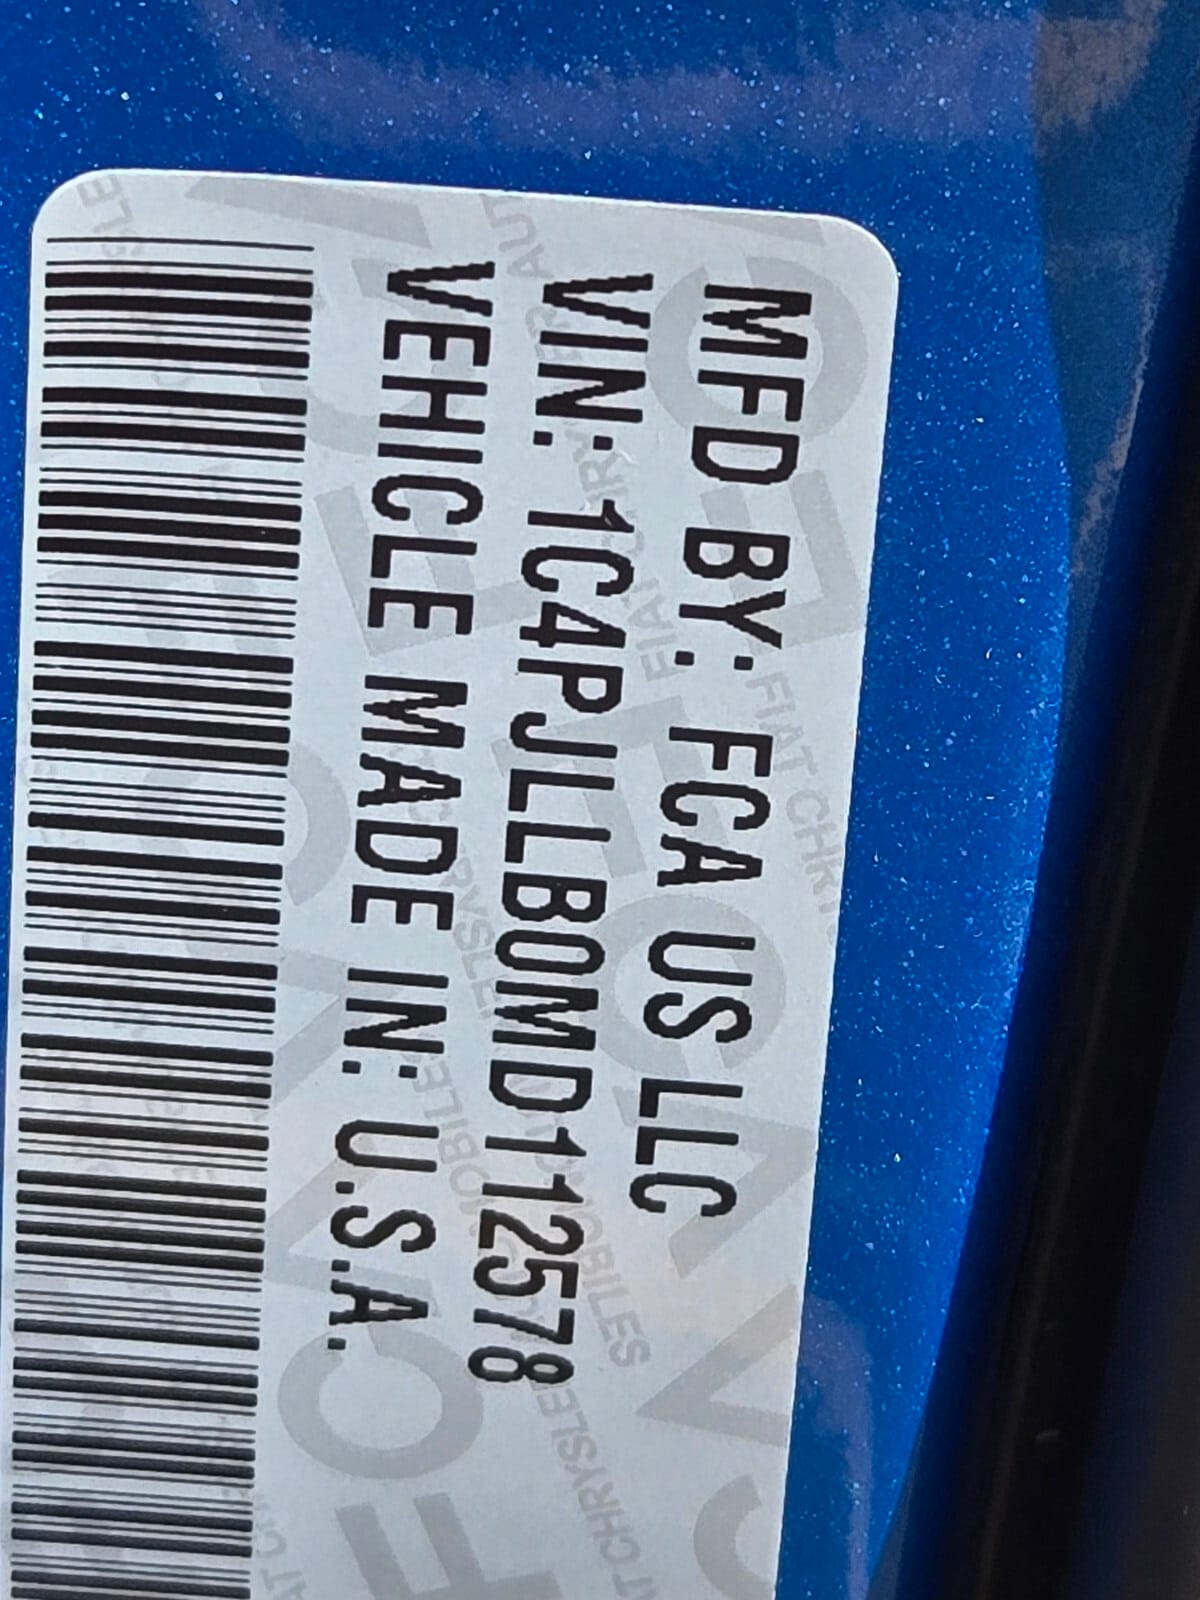 MFD BY: FCA US LLC
VIN: 1C4PJLLB0MD112578
VEHICLE MADE IN: U.S.A.